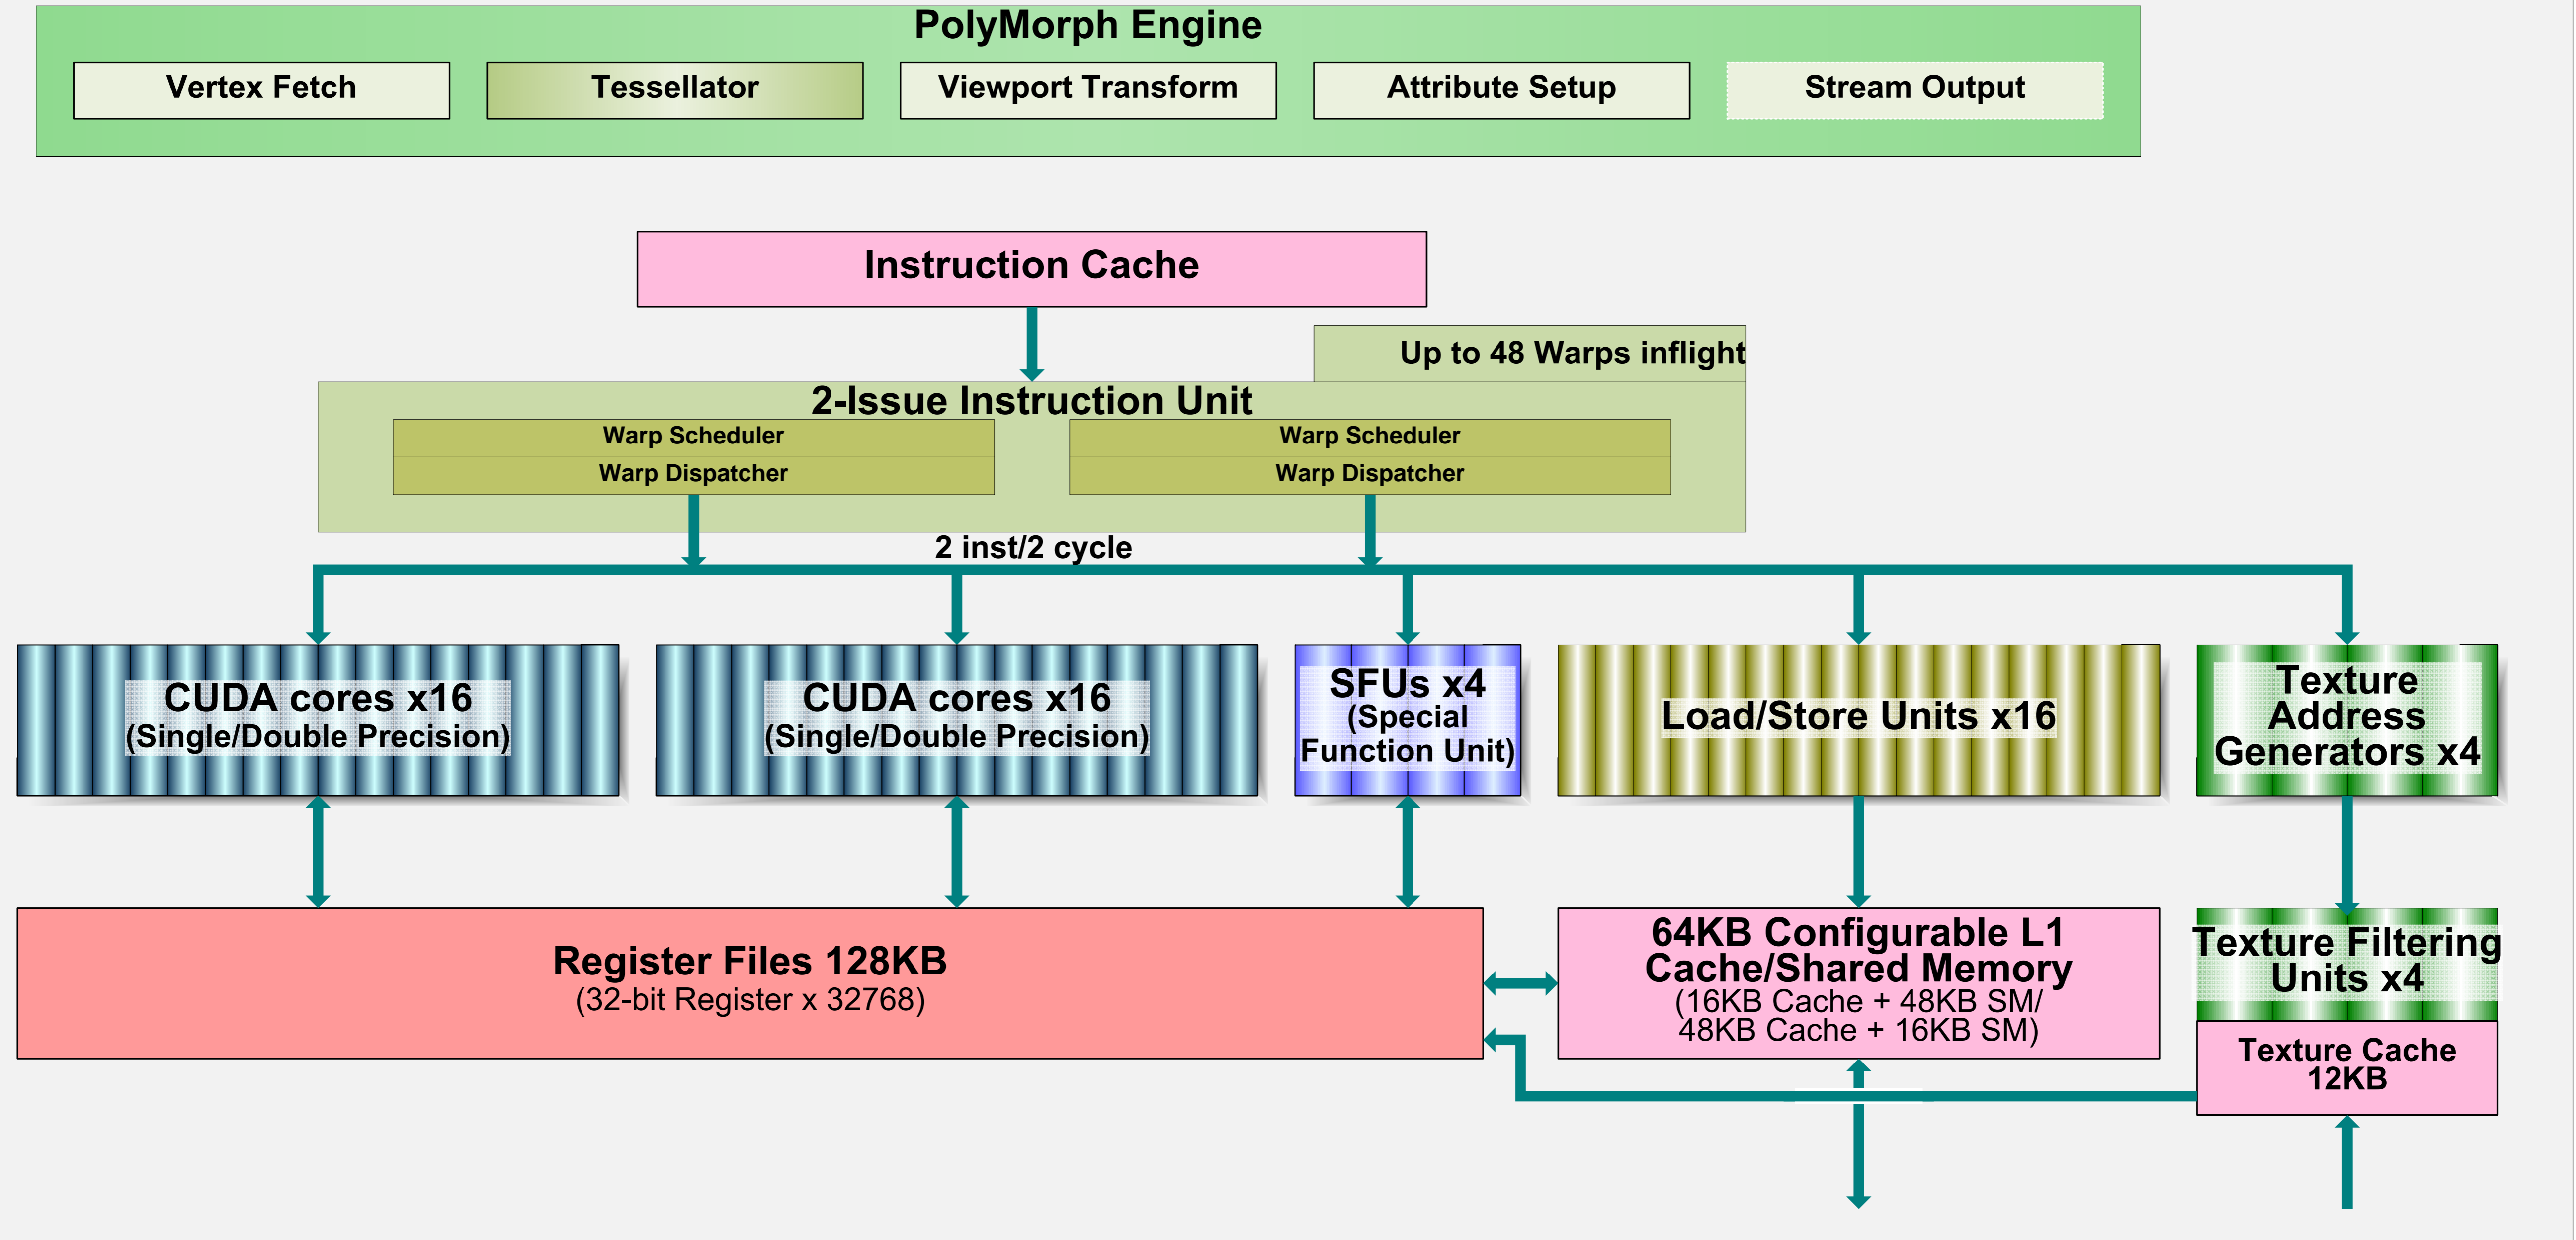 PolyMorph Engine
Vertex Fetch
Tessellator
Viewport Transform
Attribute Setup
Stream Output
Instruction Cache
Up to 48 Warps inflight
2-Issue Instruction Unit
Warp Scheduler
Warp Dispatcher
Warp Scheduler
Warp Dispatcher
2 inst/2 cycle
CUDA cores x16
(Single/Double Precision)
CUDA cores x16
(Single/Double Precision)
SFUs x4
(Special
Function Unit)
Load/Store Units x16
Texture
Address
Generators x4
Register Files 128KB
(32-bit Register x 32768)
64KB Configurable L1
Cache/Shared Memory
(16KB Cache + 48KB SM/
48KB Cache + 16KB SM)
Texture Filtering
Units x4
Texture Cache
12KB